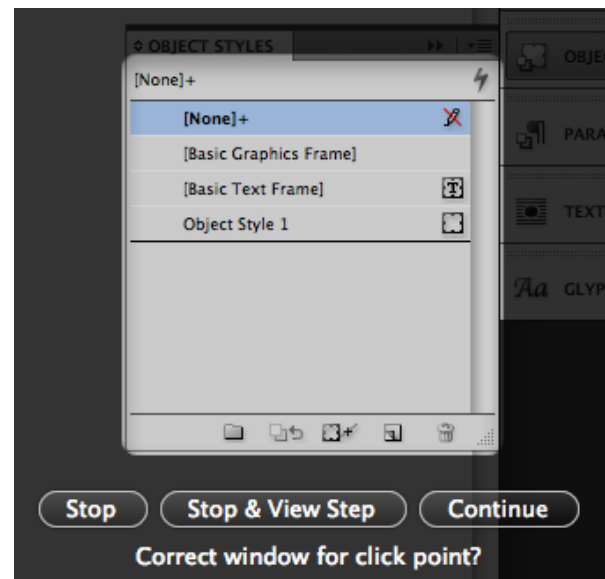 OBJECT STYLES
[None]+
[None]+
[Basic Graphics Frame]
[Basic Text Frame]
T
Object Style 1
OBJE
PARA
TEXT
Aa GLYP
Stop
Stop & View Step
Continue
Correct window for click point?